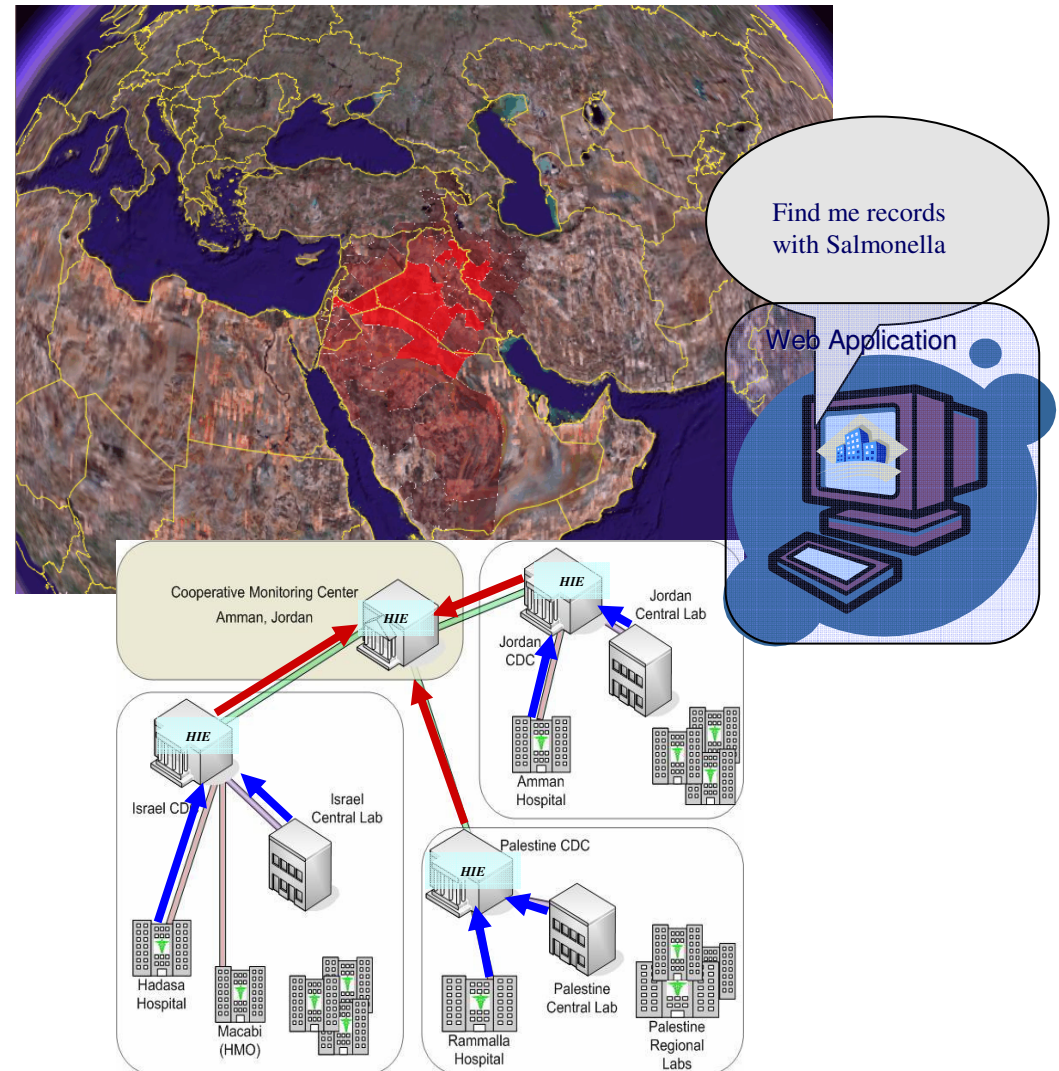 Find me records
with Salmonella
Web Application
Cooperative Monitoring Center
Amman, Jordan
HIE
HIE
Jordan
Central Lab
Jordan
CDC
Amman
Hospital
HIE
Israel CD
Israel
Central Lab
Hadasa
Hospital
Macabi
(HMO)
Palestine CDC
HIE
Rammalla
Hospital
Palestine
Central Lab
Palestine
Regional
Labs